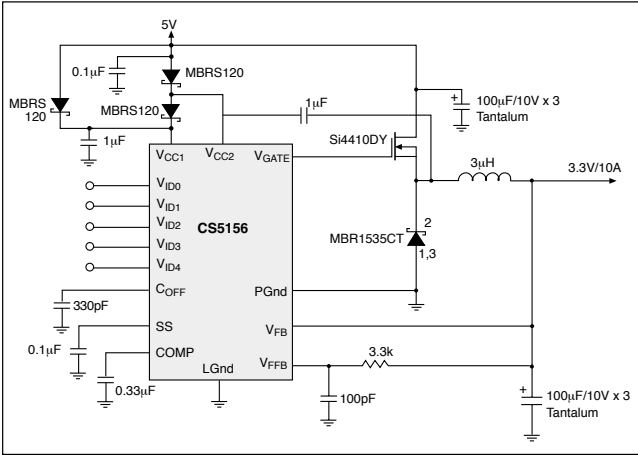 5V
0.1µF
MBRS120
MBRS
120
MBRS120
1µF
1µF
100µF/10V x 3
Tantalum
Si4410DY
VCC1
VCC2
VGATE
3µH
3.3V/10A
VID0
VID1
VID2
VID3
VID4
CS5156
2
MBR1535CT
1,3
COFF
PGnd
330pF
SS
VFB
0.1µF
COMP
VFFB
3.3k
LGnd
0.33µF
100pF
100µF/10V x 3
Tantalum
+
+